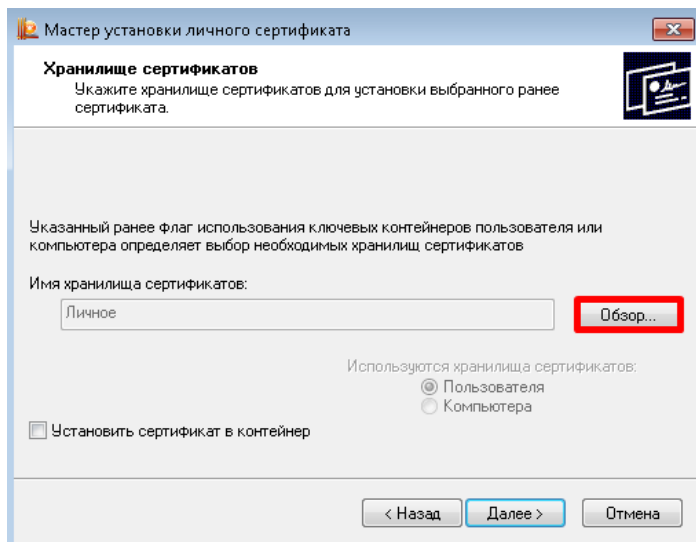 Мастер установки личного сертификата
Хранилище сертификатов
Укажите хранилище сертификатов для установки выбранного ранее
сертификата.
Указанный ранее флаг использования ключевых контейнеров пользователя или
компьютера определяет выбор необходимых хранилищ сертификатов
Имя хранилища сертификатов:
Личное
Обзор...
Используются хранилища сертификатов:
Пользователя
Компьютера
Установить сертификат в контейнер
< Назад
Далее >
Отмена